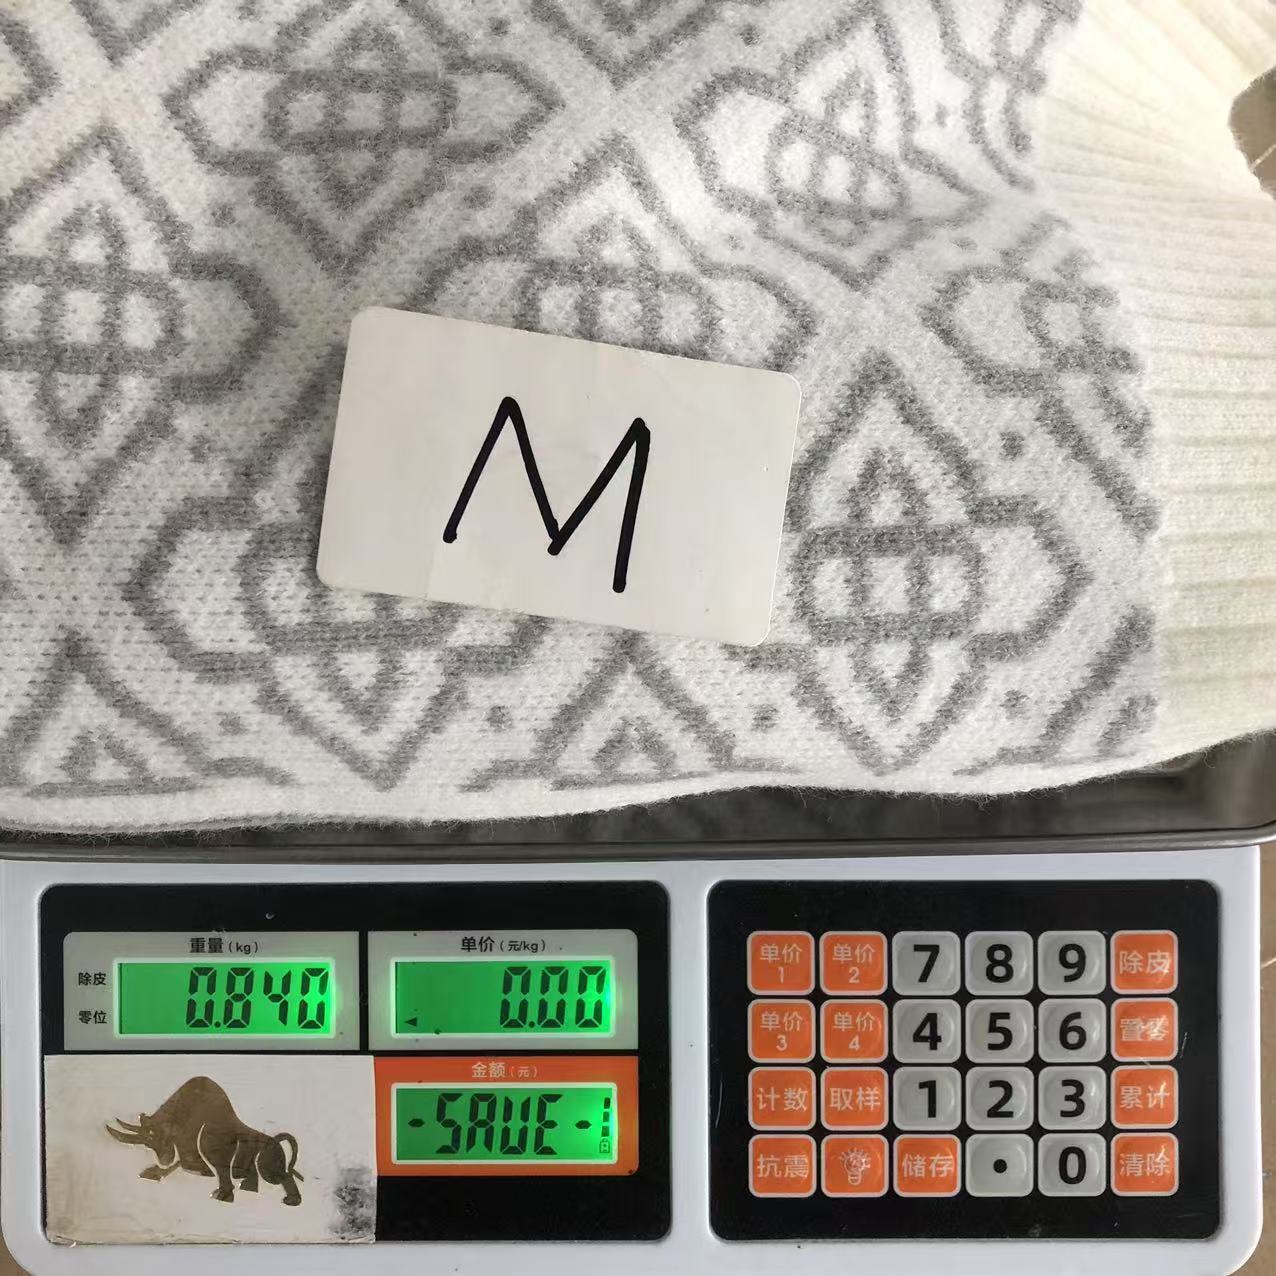 M
重量(kg)
除皮
零位
0.840
单价(元/kg)
0.00
金额(元)
-SAVE-
单价1 单价2 7 8 9 除皮
单价3 单价4 4 5 6 置零
计数 取样 1 2 3 累计
抗震 储存 • 0 清除